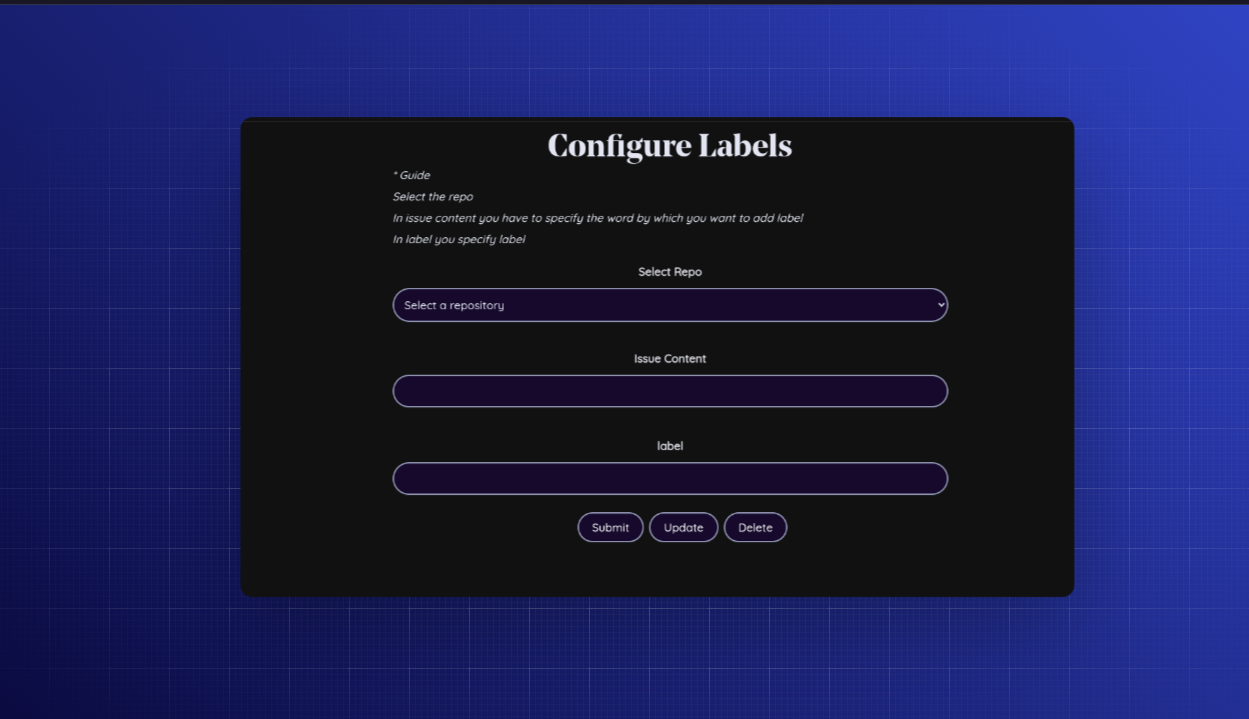 Configure Labels
* Guide
Select the repo
In issue content you have to specify the word by which you want to add label
In label you specify label
Select Repo
Select a repository
Issue Content
label
Submit Update Delete